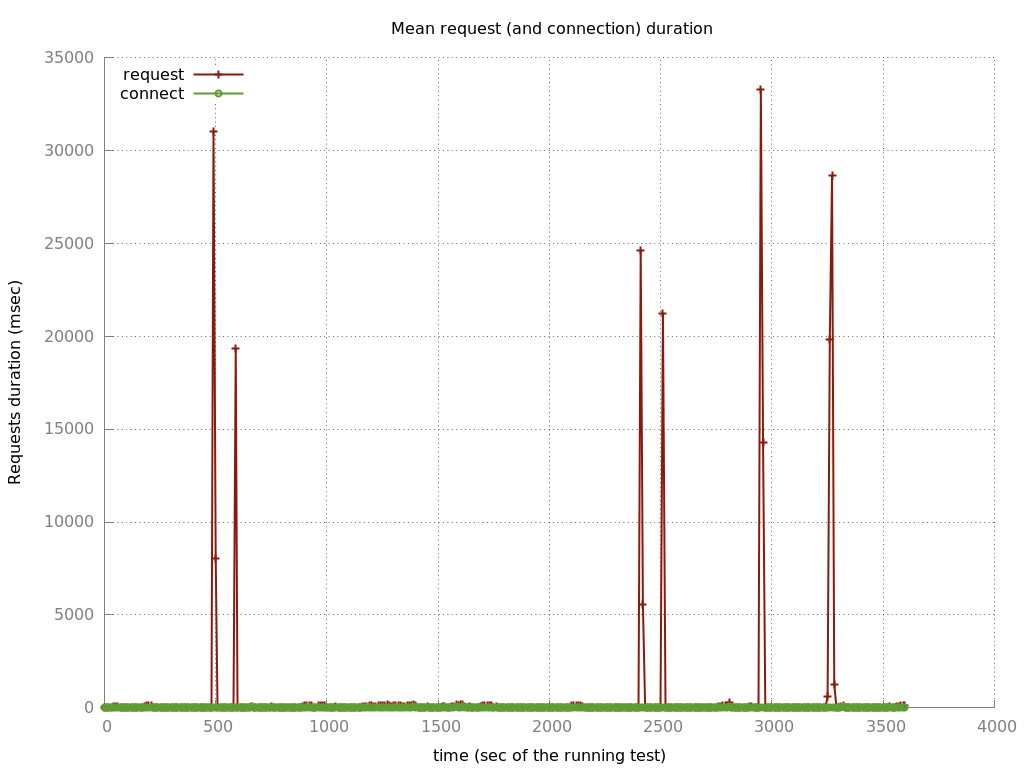 Mean request (and connection) duration
35000
30000
25000
20000
15000
10000
5000
0
request
connect
Requests duration (msec)
0 500 1000 1500 2000 2500 3000 3500 4000
time (sec of the running test)